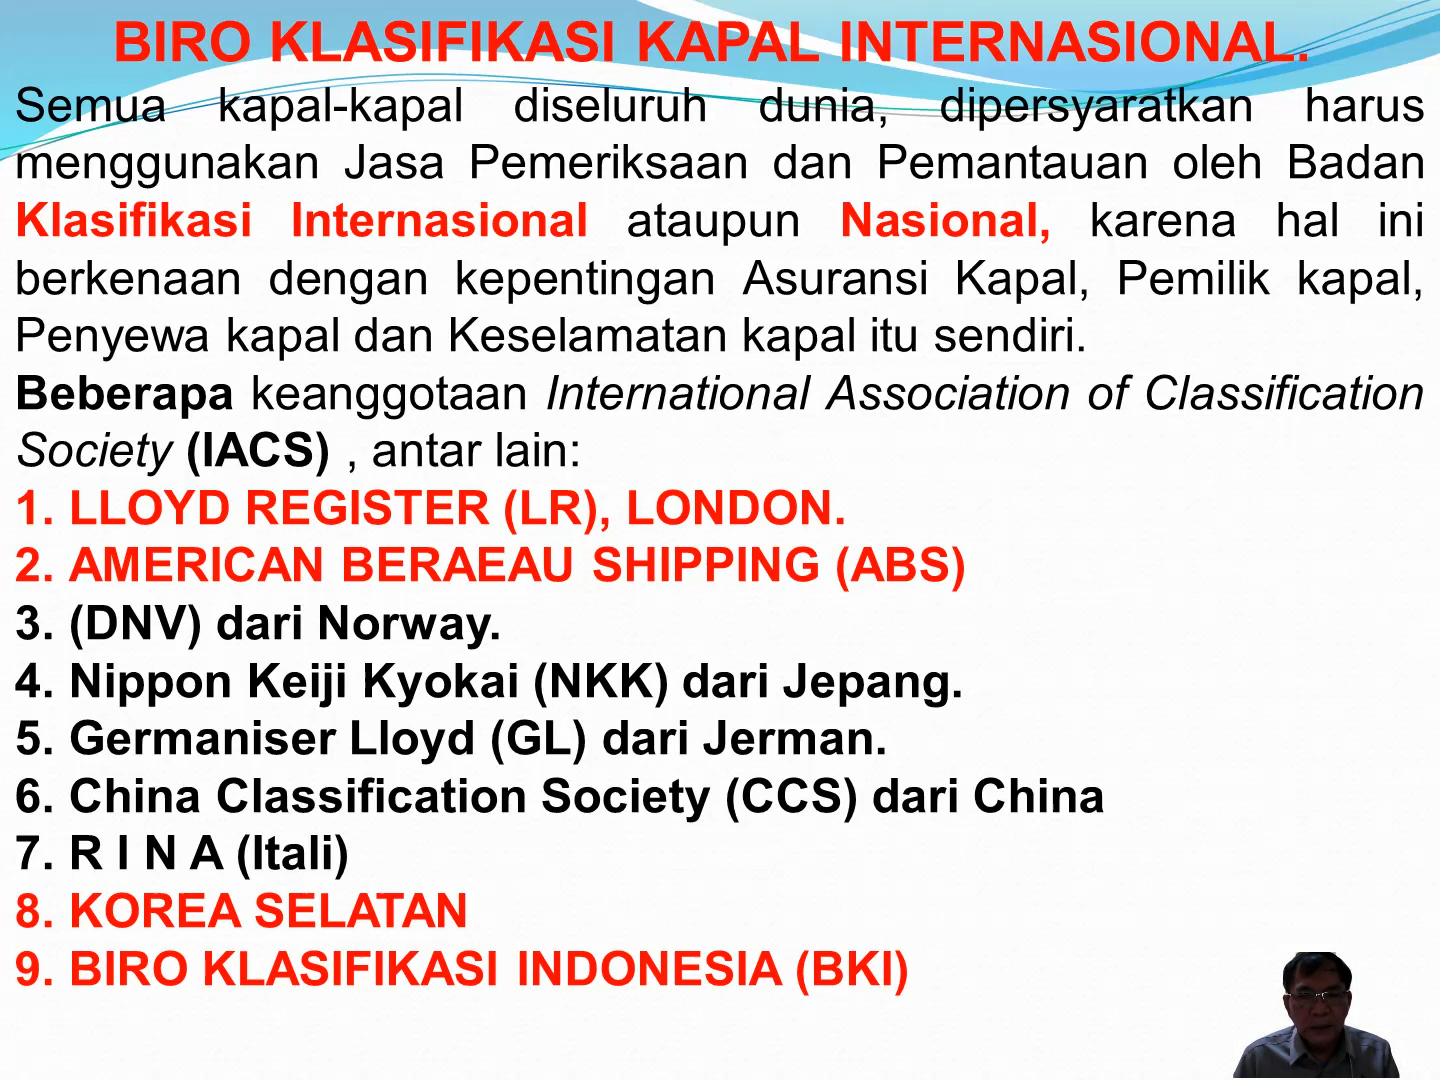 BIRO KLASIFIKASI KAPAL INTERNASIONAL.
Semua kapal-kapal diseluruh dunia, dipersyaratkan harus
menggunakan Jasa Pemeriksaan dan Pemantauan oleh Badan
Klasifikasi Internasional ataupun Nasional, karena hal ini
berkenaan dengan kepentingan Asuransi Kapal, Pemilik kapal,
Penyewa kapal dan Keselamatan kapal itu sendiri.
Beberapa keanggotaan International Association of Classification
Society (IACS) , antar lain:
1. LLOYD REGISTER (LR), LONDON.
2. AMERICAN BERAEAU SHIPPING (ABS)
3. (DNV) dari Norway.
4. Nippon Keiji Kyokai (NKK) dari Jepang.
5. Germaniser Lloyd (GL) dari Jerman.
6. China Classification Society (CCS) dari China
7. R I N A (Itali)
8. KOREA SELATAN
9. BIRO KLASIFIKASI INDONESIA (BKI)